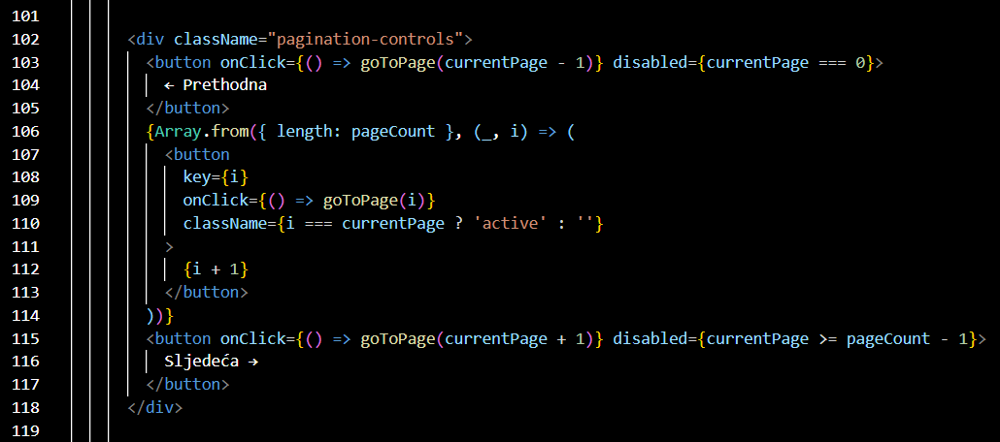 101
102 <div className="pagination-controls">
103 <button onClick={() => goToPage(currentPage - 1)} disabled={currentPage === 0}>
104 ← Prethodna
105 </button>
106 {Array.from({ length: pageCount }, (_, i) => (
107 <button
108 key={i}
109 onClick={() => goToPage(i)}
110 className={i === currentPage ? 'active' : ''}
111 >
112 {i + 1}
113 </button>
114 ))}
115 <button onClick={() => goToPage(currentPage + 1)} disabled={currentPage >= pageCount - 1}>
116 Sljedeća →
117 </button>
118 </div>
119